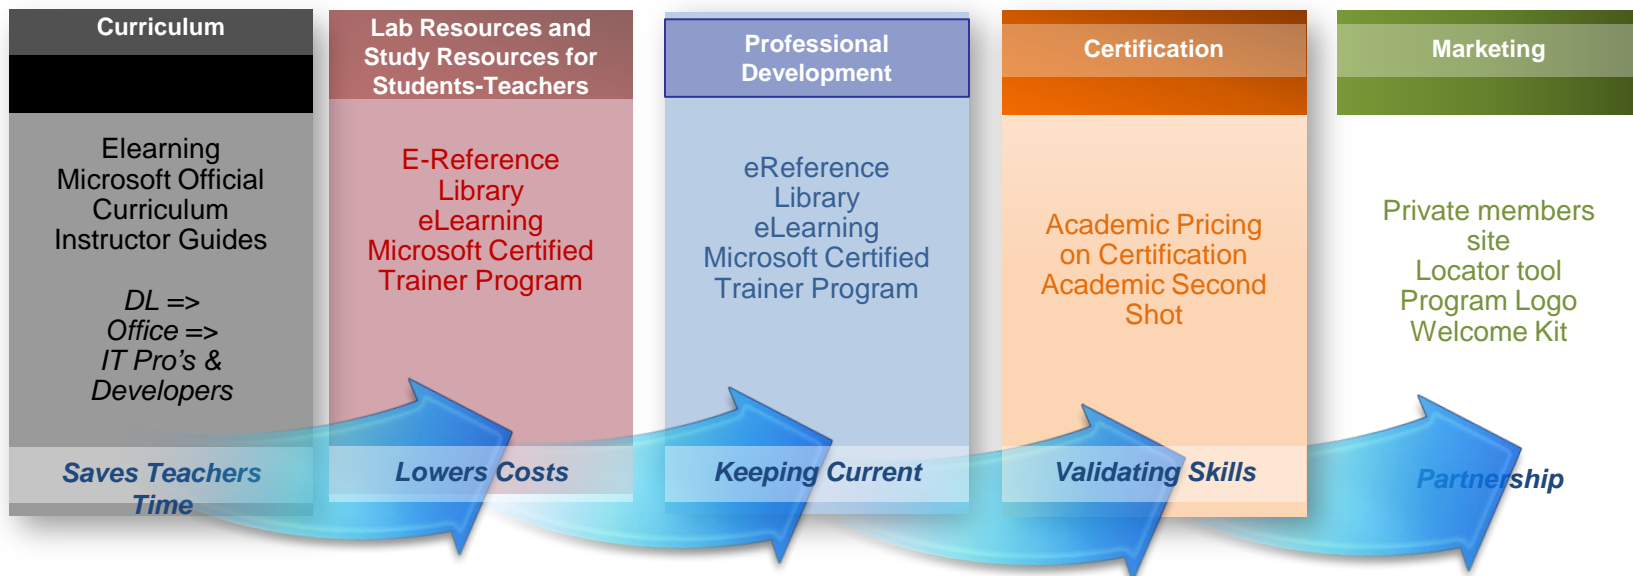 Curriculum
Elearning
Microsoft Official
Curriculum
Instructor Guides
DL =>
Office =>
IT Pro’s &
Developers
Saves Teachers
Time
Lab Resources and
Study Resources for
Students-Teachers
E-Reference
Library
eLearning
Microsoft Certified
Trainer Program
Lowers Costs
Professional
Development
eReference
Library
eLearning
Microsoft Certified
Trainer Program
Keeping Current
Certification
Academic Pricing
on Certification
Academic Second
Shot
Validating Skills
Marketing
Private members
site
Locator tool
Program Logo
Welcome Kit
Partnership